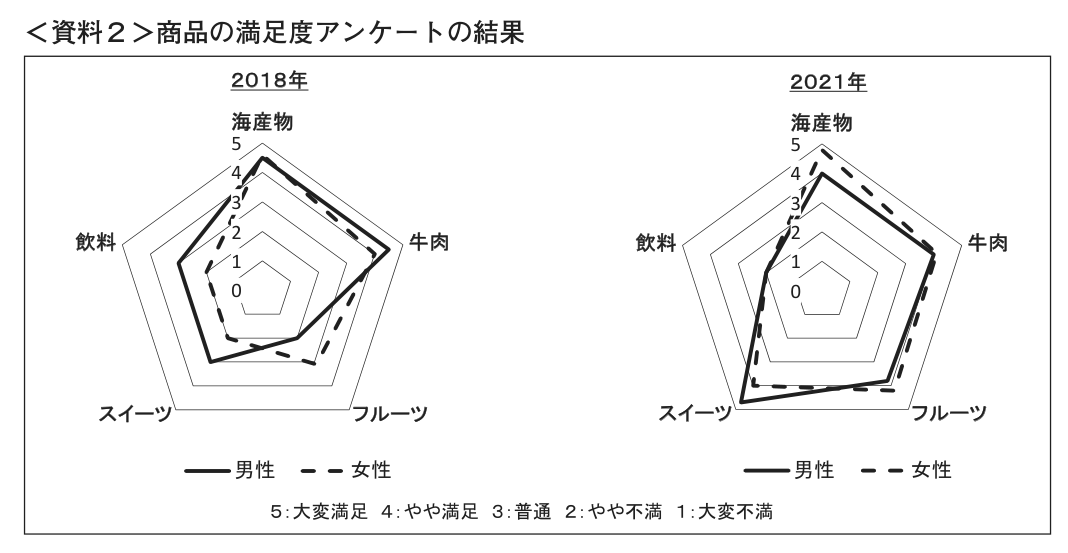 ＜資料２＞商品の満足度アンケートの結果
2018年
海産物
5
4
3
2
1
0
飲料
牛肉
スイーツ
フルーツ
男性
女性
2021年
海産物
5
4
3
2
1
0
飲料
牛肉
スイーツ
フルーツ
男性
女性
5：大変満足 4：やや満足 3：普通 2：やや不満 1：大変不満